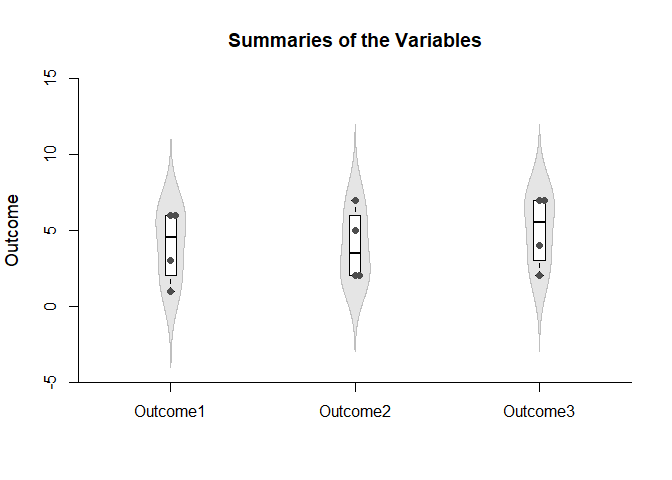 Summaries of the Variables
Outcome
15
10
5
0
-5
Outcome1
Outcome2
Outcome3